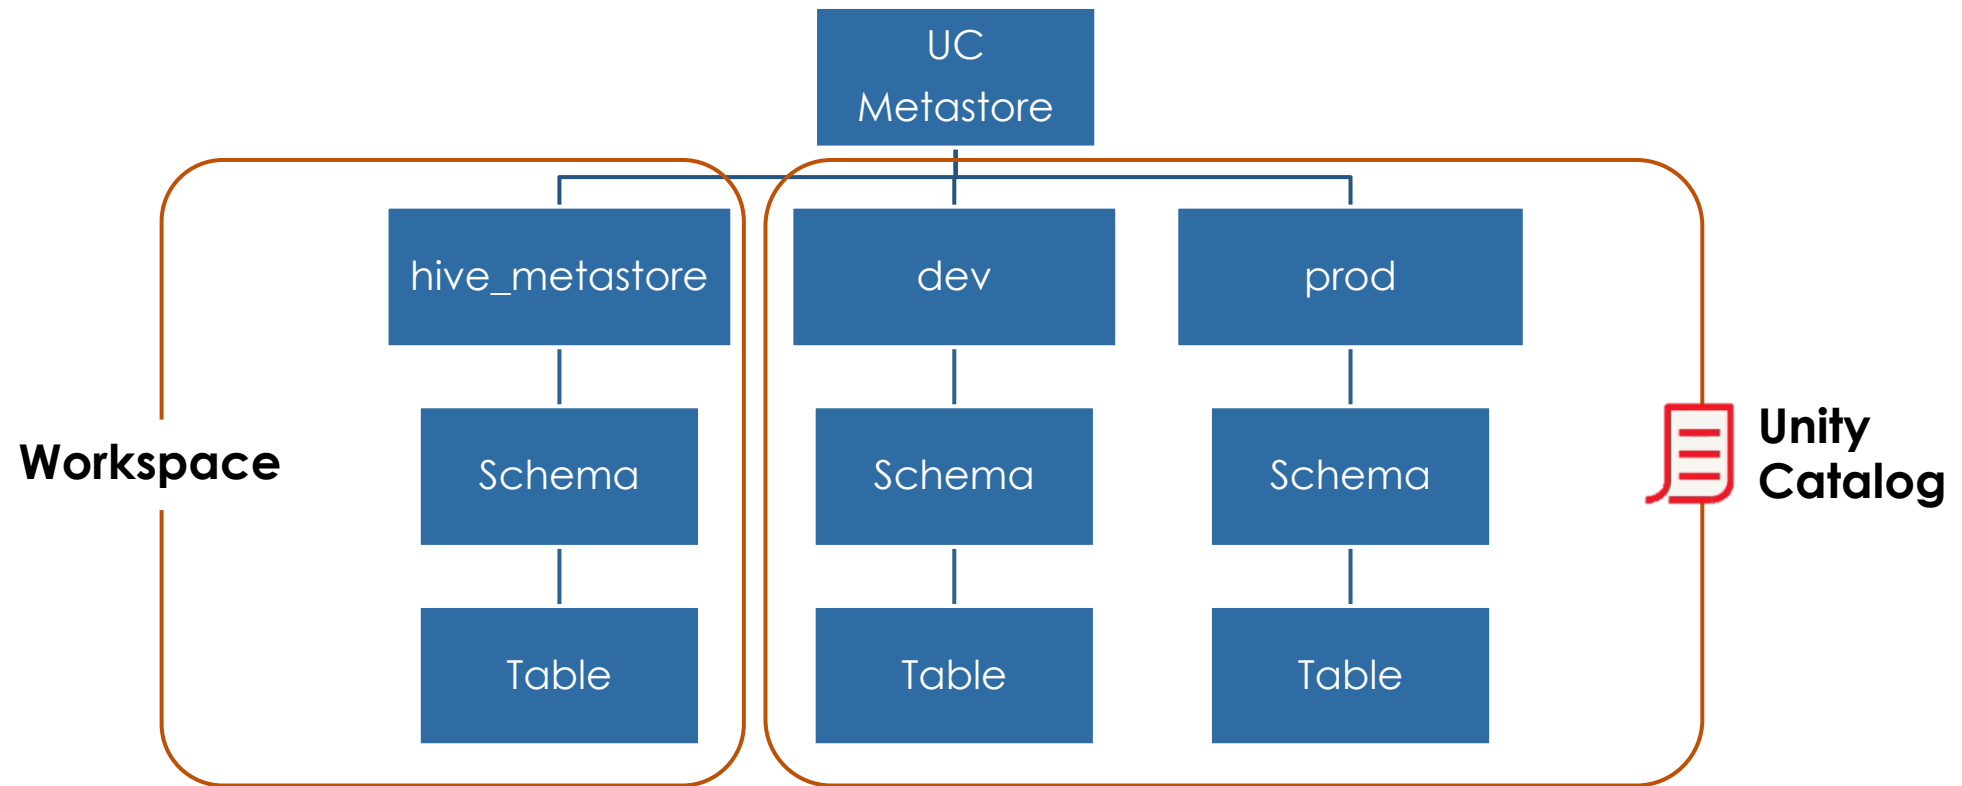 UC
Metastore
hive_metastore
dev
prod
Workspace
Schema
Schema
Schema
Unity
Catalog
Table
Table
Table